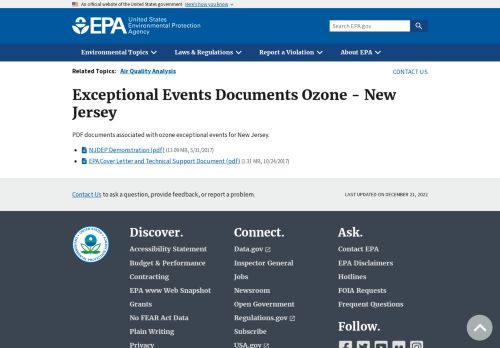 An official website of the United States government Here's how you know
EPA United States Environmental Protection Agency
Search EPA.gov
Environmental Topics Laws & Regulations Report a Violation About EPA
Related Topics: Air Quality Analysis CONTACT US
Exceptional Events Documents Ozone - New
Jersey
PDF documents associated with ozone exceptional events for New Jersey.
NJDEP Demonstration (pdf) (13.09 MB, 5/31/2017)
EPA Cover Letter and Technical Support Document (pdf) (1.31 MB, 10/24/2017)
Contact Us to ask a question, provide feedback, or report a problem. LAST UPDATED ON DECEMBER 21, 2022
Discover.
Accessibility Statement
Budget & Performance
Contracting
EPA www Web Snapshot
Grants
No FEAR Act Data
Plain Writing
Privacy
Connect.
Data.gov
Inspector General
Jobs
Newsroom
Open Government
Regulations.gov
Subscribe
USA.gov
Ask.
Contact EPA
EPA Disclaimers
Hotlines
FOIA Requests
Frequent Questions
Follow.